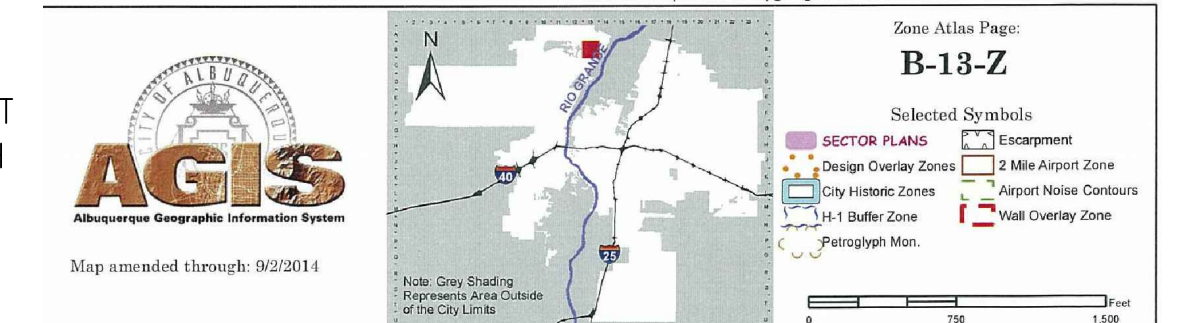 CITY OF ALBUQUERQUE
AGIS
Albuquerque Geographic Information System
Map amended through: 9/2/2014
N
RIO GRANDE
40
25
Note: Grey Shading
Represents Area Outside
of the City Limits
Zone Atlas Page:
B-13-Z
Selected Symbols
SECTOR PLANS
Escarpment
Design Overlay Zones
2 Mile Airport Zone
City Historic Zones
Airport Noise Contours
H-1 Buffer Zone
Wall Overlay Zone
Petroglyph Mon.
Feet
0
750
1,500